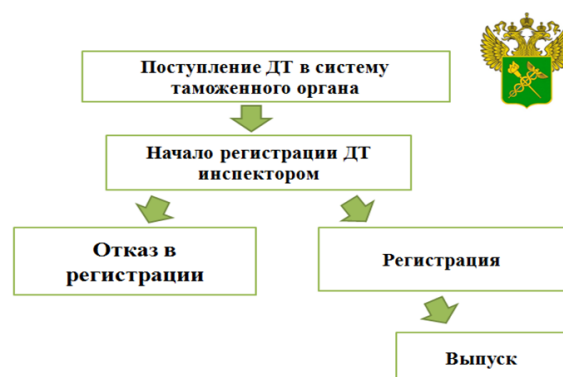 Поступление ДТ в систему
таможенного органа
Начало регистрации ДТ
инспектором
Отказ в
регистрации
Регистрация
Выпуск